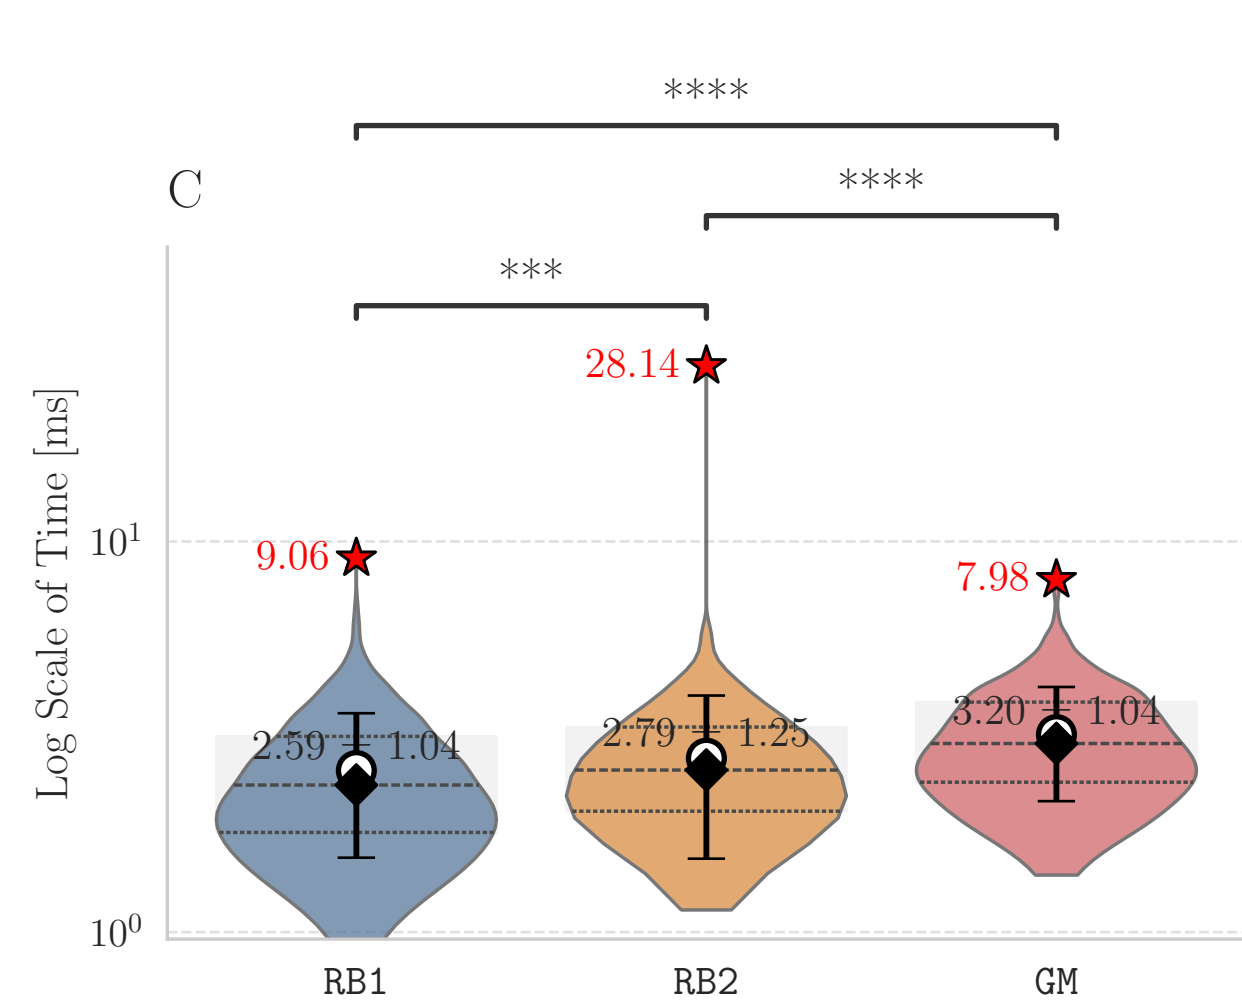 ****
C
****
***
28.14
10¹
9.06
7.98
Log Scale of Time [ms]
2.59 ± 1.04
2.79 ± 1.25
3.20 ± 1.04
10⁰
RB1
RB2
GM